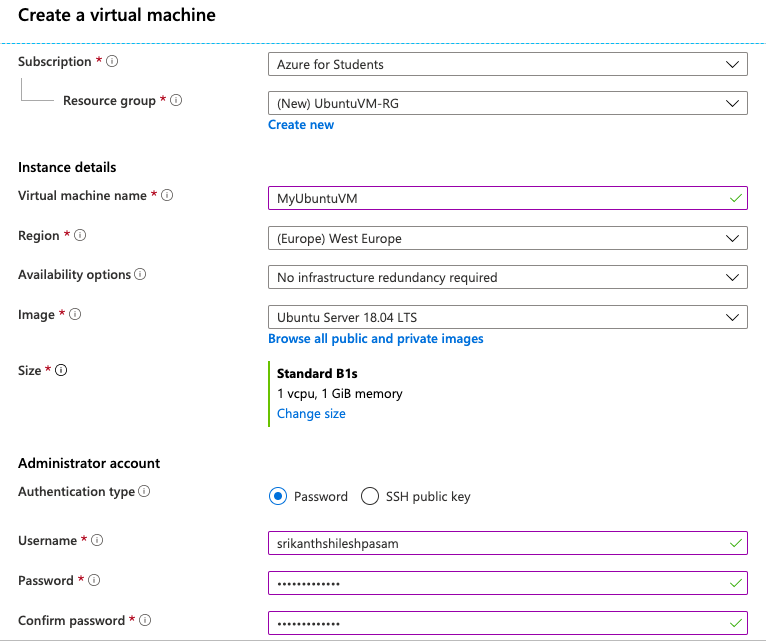 Create a virtual machine
Subscription * Azure for Students
Resource group * (New) UbuntuVM-RG
Create new
Instance details
Virtual machine name * MyUbuntuVM
Region * (Europe) West Europe
Availability options No infrastructure redundancy required
Image * Ubuntu Server 18.04 LTS
Browse all public and private images
Size * Standard B1s
1 vcpu, 1 GiB memory
Change size
Administrator account
Authentication type Password SSH public key
Username * srikanthshileshpasam
Password * •••••••••••••
Confirm password * •••••••••••••